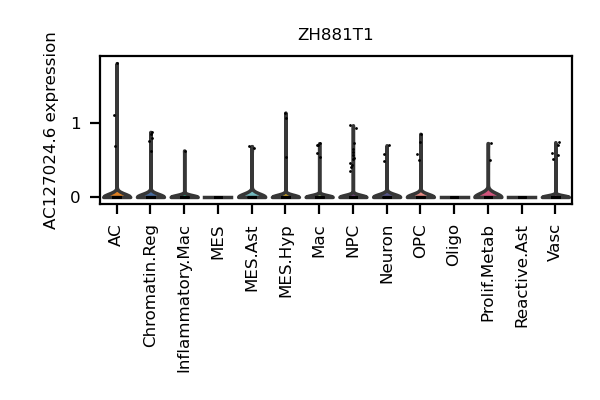 ZH881T1
AC127024.6 expression
1
0
AC
Chromatin.Reg
Inflammatory.Mac
MES
MES.Ast
MES.Hyp
Mac
NPC
Neuron
OPC
Oligo
Prolif.Metab
Reactive.Ast
Vasc